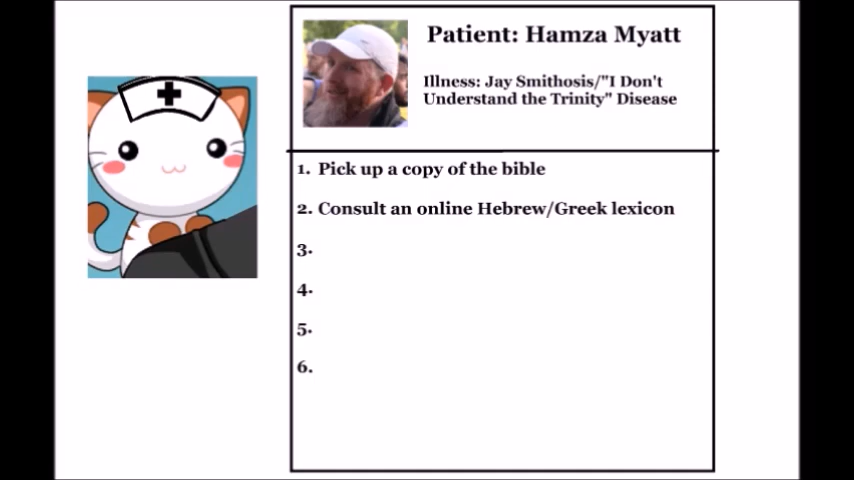 Patient: Hamza Myatt
Illness: Jay Smithosis/"I Don't
Understand the Trinity" Disease
1. Pick up a copy of the bible
2. Consult an online Hebrew/Greek lexicon
3.
4.
5.
6.